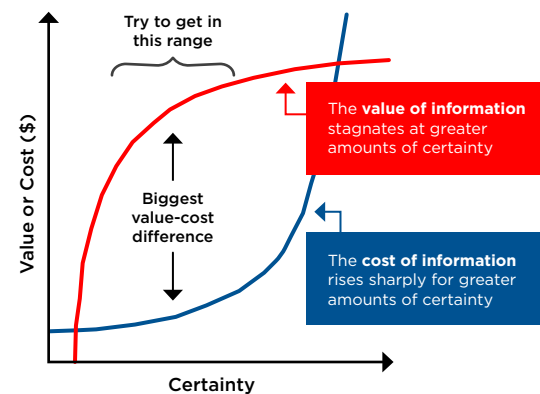 Try to get in
this range
Value or Cost ($)
The value of information
stagnates at greater
amounts of certainty
Biggest
value-cost
difference
The cost of information
rises sharply for greater
amounts of certainty
Certainty